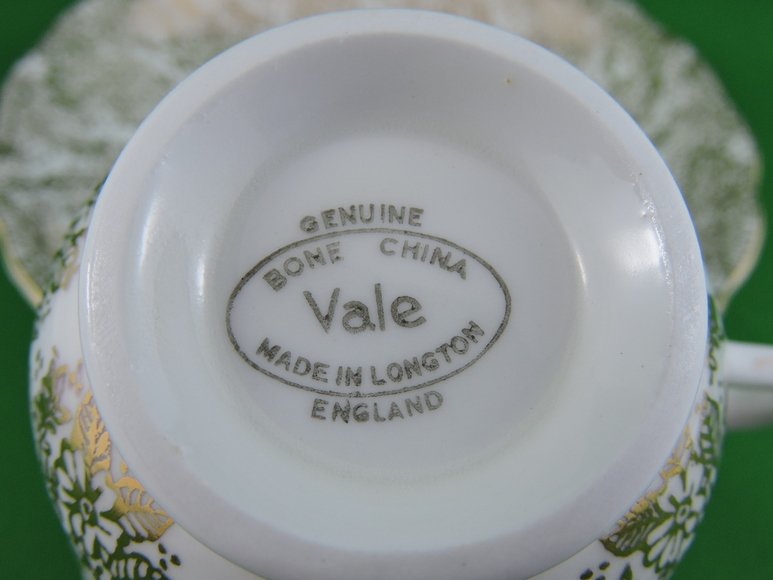 GENUINE
BONE CHINA
Vale
MADE IN LONGTON
ENGLAND